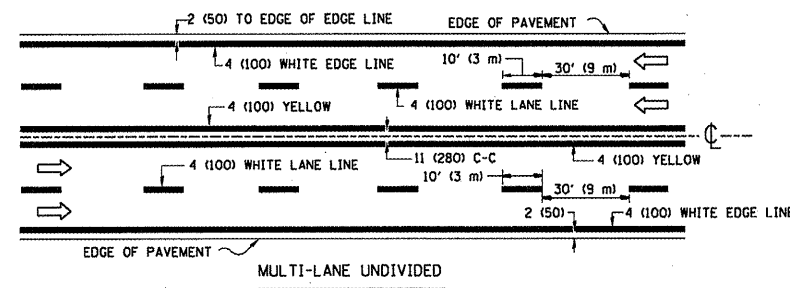 2 (50) TO EDGE OF EDGE LINE
EDGE OF PAVEMENT
4 (100) WHITE EDGE LINE
10' (3 m)
30' (9 m)
4 (100) YELLOW
4 (100) WHITE LANE LINE
℄
4 (100) WHITE LANE LINE
11 (280) C-C
4 (100) YELLOW
10' (3 m)
30' (9 m)
2 (50)
4 (100) WHITE EDGE LINE
EDGE OF PAVEMENT
MULTI-LANE UNDIVIDED